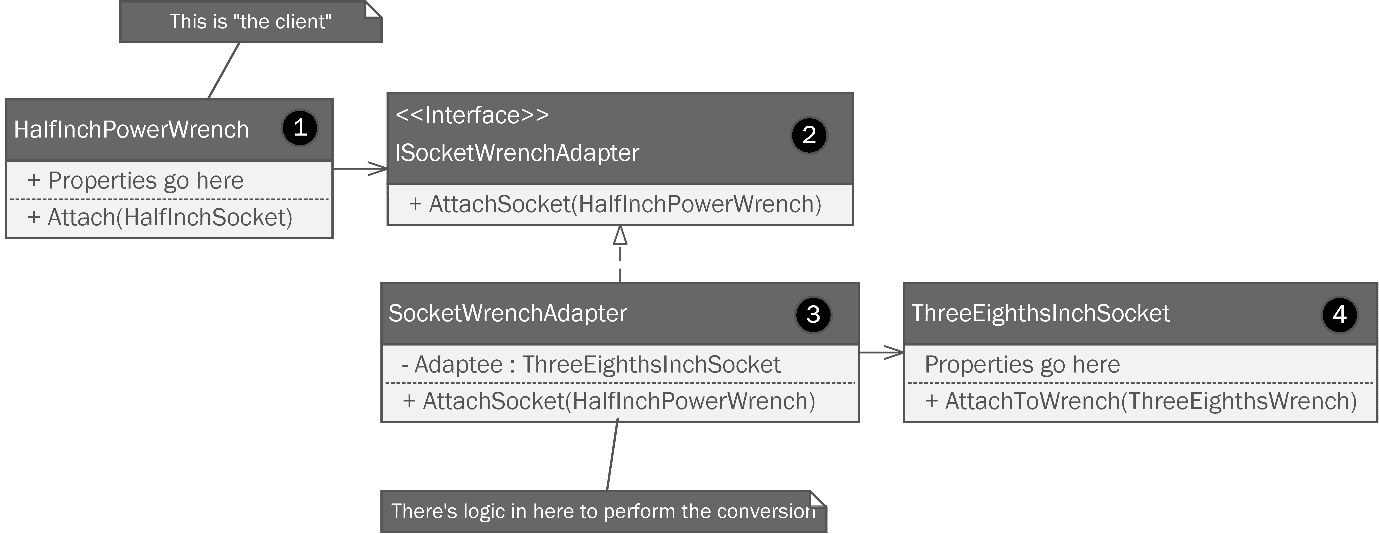 This is "the client"
HalfInchPowerWrench
1
+ Properties go here
+ Attach(HalfInchSocket)
<<Interface>>
ISocketWrenchAdapter
2
+ AttachSocket(HalfInchPowerWrench)
SocketWrenchAdapter
3
- Adaptee : ThreeEighthsInchSocket
+ AttachSocket(HalfInchPowerWrench)
ThreeEighthsInchSocket
4
Properties go here
+ AttachToWrench(ThreeEighthsWrench)
There's logic in here to perform the conversion